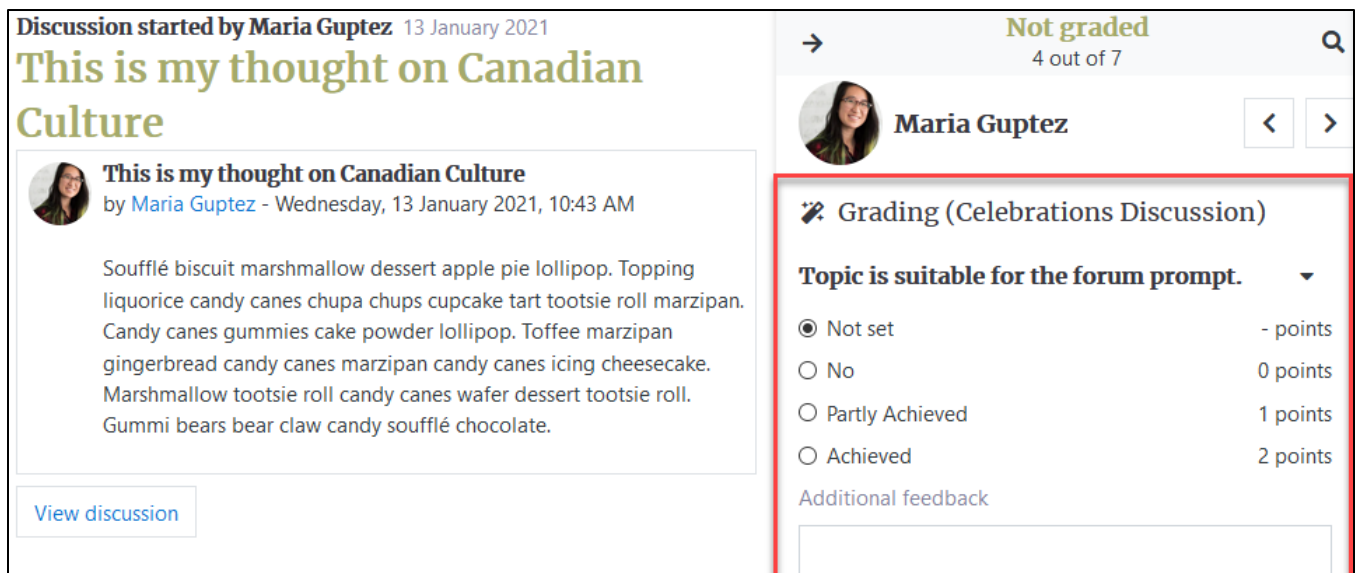 Discussion started by Maria Guptez 13 January 2021
This is my thought on Canadian
Culture
This is my thought on Canadian Culture
by Maria Guptez - Wednesday, 13 January 2021, 10:43 AM
Soufflé biscuit marshmallow dessert apple pie lollipop. Topping
liquorice candy canes chupa chups cupcake tart tootsie roll marzipan.
Candy canes gummies cake powder lollipop. Toffee marzipan
gingerbread candy canes marzipan candy canes icing cheesecake.
Marshmallow tootsie roll candy canes wafer dessert tootsie roll.
Gummi bears bear claw candy soufflé chocolate.
View discussion
Not graded
4 out of 7
Maria Guptez
Grading (Celebrations Discussion)
Topic is suitable for the forum prompt.
Not set - points
No 0 points
Partly Achieved 1 points
Achieved 2 points
Additional feedback